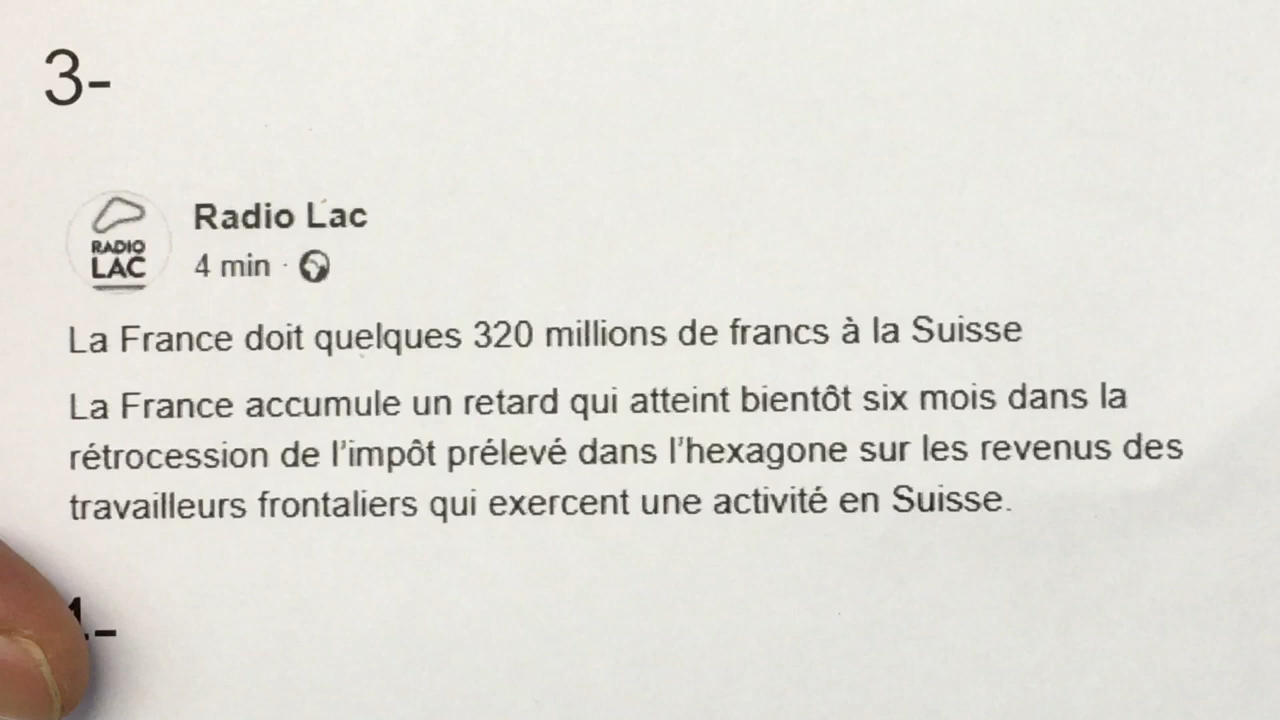 3-
RADIO
LAC
Radio Lac
4 min ·
La France doit quelques 320 millions de francs à la Suisse
La France accumule un retard qui atteint bientôt six mois dans la
rétrocession de l'impôt prélevé dans l'hexagone sur les revenus des
travailleurs frontaliers qui exercent une activité en Suisse.